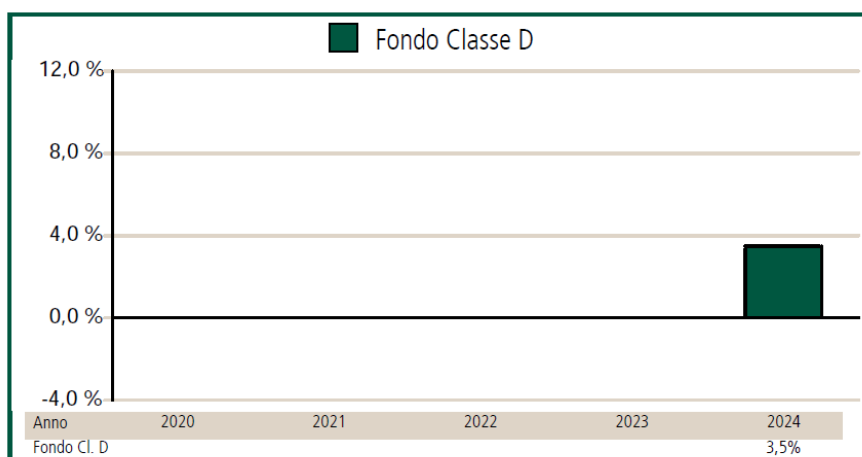 Fondo Classe D
12,0 %
8,0 %
4,0 %
0,0 %
-4,0 %
Anno 2020 2021 2022 2023 2024
Fondo Cl. D 3,5%